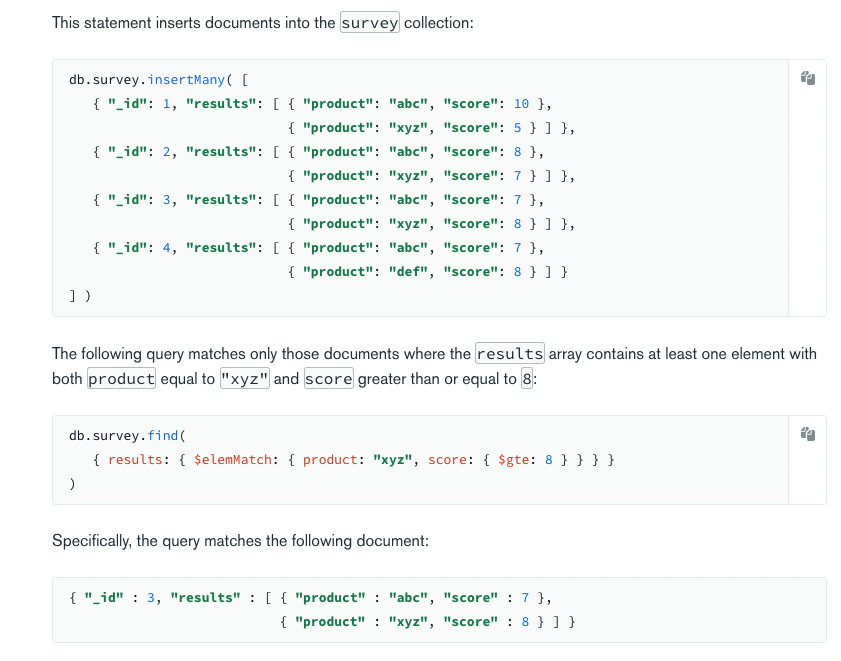 This statement inserts documents into the survey collection:
db.survey.insertMany( [
   { "_id": 1, "results": [ { "product": "abc", "score": 10 },
                            { "product": "xyz", "score": 5 } ] },
   { "_id": 2, "results": [ { "product": "abc", "score": 8 },
                            { "product": "xyz", "score": 7 } ] },
   { "_id": 3, "results": [ { "product": "abc", "score": 7 },
                            { "product": "xyz", "score": 8 } ] },
   { "_id": 4, "results": [ { "product": "abc", "score": 7 },
                            { "product": "def", "score": 8 } ] }
] )
The following query matches only those documents where the results array contains at least one element with
both product equal to "xyz" and score greater than or equal to 8:
db.survey.find(
   { results: { $elemMatch: { product: "xyz", score: { $gte: 8 } } } }
)
Specifically, the query matches the following document:
{ "_id" : 3, "results" : [ { "product" : "abc", "score" : 7 },
                           { "product" : "xyz", "score" : 8 } ] }